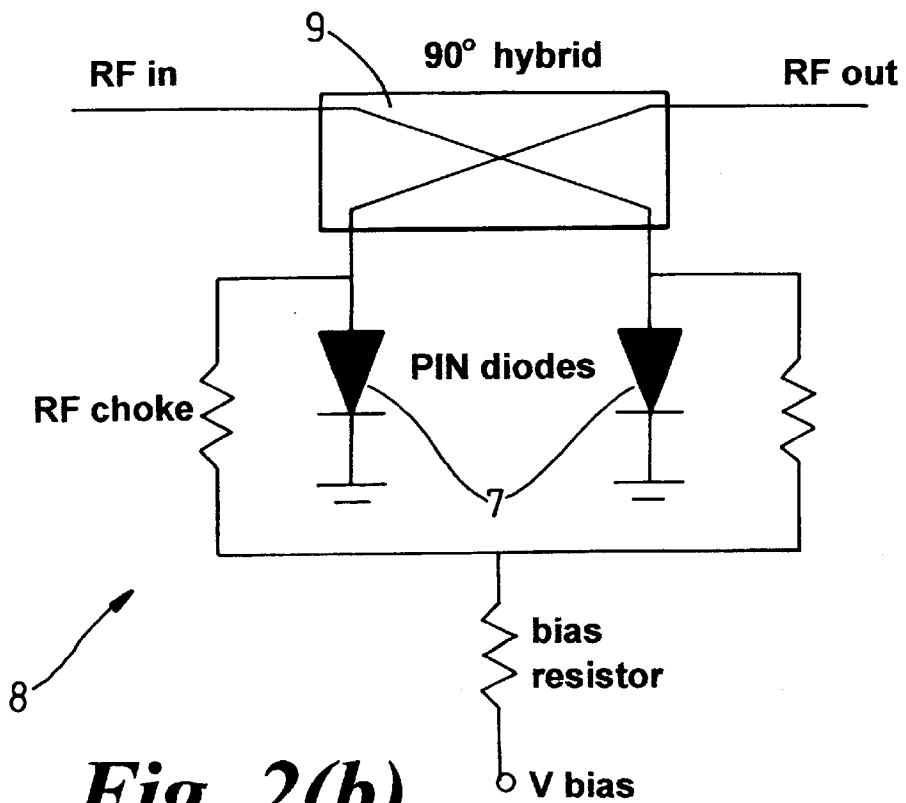 9
90° hybrid
RF in
RF out
PIN diodes
RF choke
7
bias
resistor
8
V bias
Fig. 2(b)